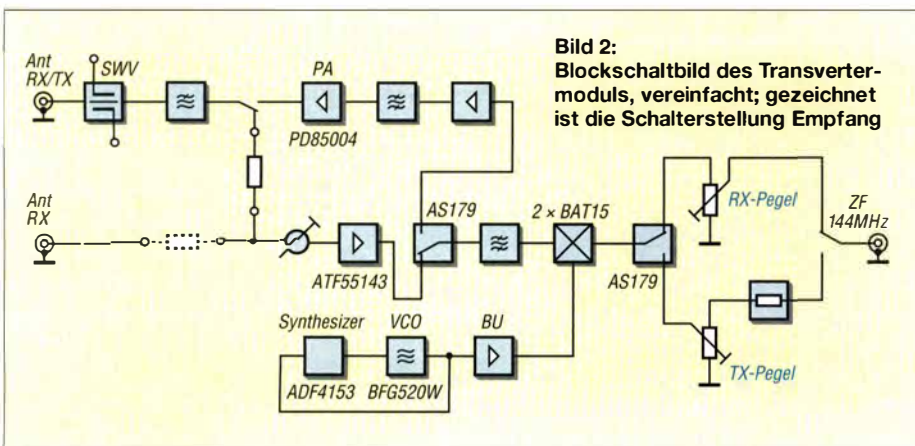 Bild 2:
Blockschaltbild des Transverter-
moduls, vereinfacht; gezeichnet
ist die Schalterstellung Empfang
Ant
RX/TX
SWV
PA
PD85004
Ant
RX
ATF55143
AS179
2 × BAT15
AS179
RX-Pegel
ZF
144MHz
TX-Pegel
Synthesizer
VCO
BU
ADF4153
BFG520W